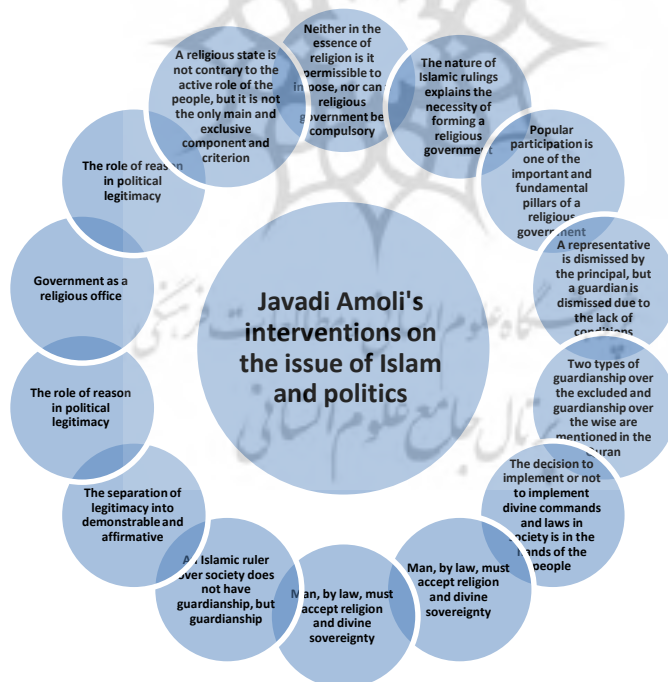 Neither in the
essence of
religion is it
permissible to
impose, nor can a
religious
government be
compulsory
The nature of
Islamic rulings
explains the
necessity of
forming a
religious
government
Popular
participation is
one of the
important and
fundamental
pillars of a
religious
government
A representative
is dismissed by
the principal, but
a guardian is
dismissed due to
the lack of
conditions
Two types of
guardianship over
the excluded and
guardianship over
the wise are
mentioned in the
Quran
The decision to
implement or not
to implement
divine commands
and laws in
society is in the
hands of the
people
Man, by law, must
accept religion
and divine
sovereignty
Man, by law, must
accept religion
and divine
sovereignty
An Islamic ruler
over society does
not have
guardianship, but
guardianship
The separation of
legitimacy into
demonstrable and
affirmative
The role of reason
in political
legitimacy
Government as a
religious office
The role of reason
in political
legitimacy
A religious state is
not contrary to the
active role of the
people, but it is not
the only main and
exclusive
component and
criterion
Javadi Amoli's
interventions on
the issue of Islam
and politics
پرتال جامع علوم انسانی